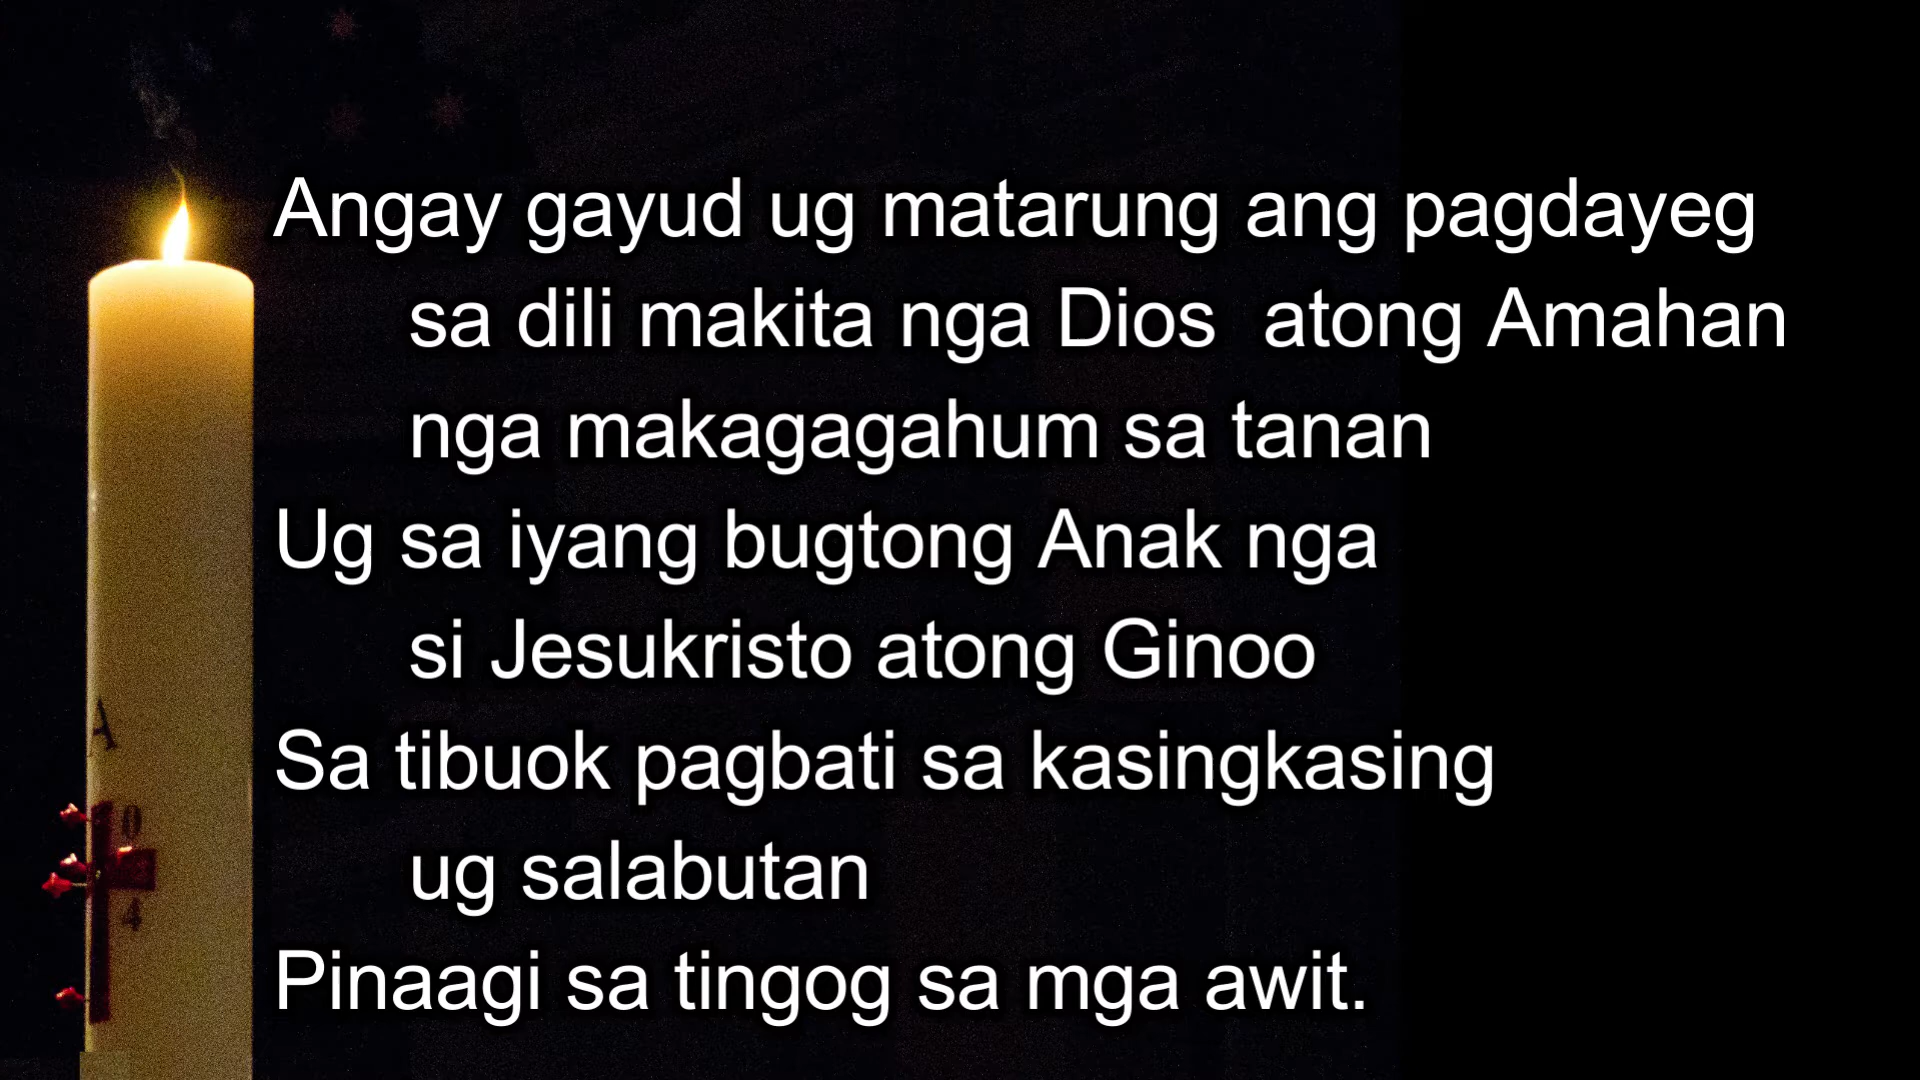 Angay gayud ug matarung ang pagdayeg
sa dili makita nga Dios  atong Amahan
nga makagagahum sa tanan
Ug sa iyang bugtong Anak nga
si Jesukristo atong Ginoo
Sa tibuok pagbati sa kasingkasing
ug salabutan
Pinaagi sa tingog sa mga awit.
A
0
4